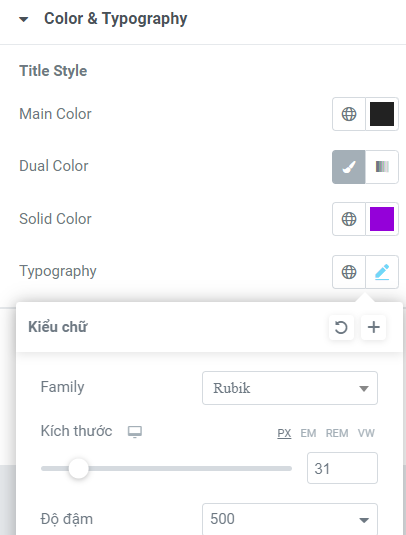 Color & Typography
Title Style
Main Color
Dual Color
Solid Color
Typography
Kiểu chữ
Family Rubik
Kích thước PX EM REM VW
31
Độ đậm 500